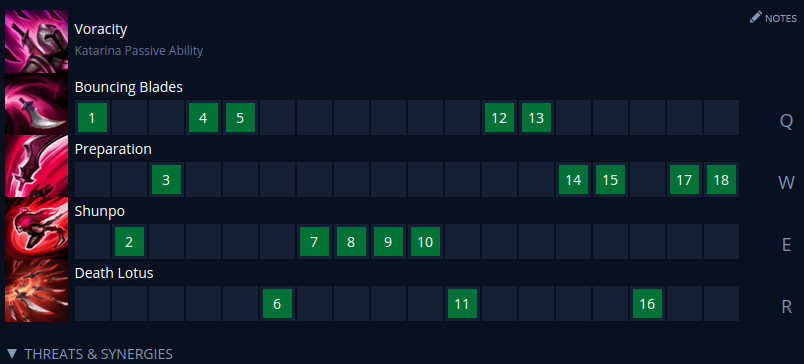 NOTES
Voracity
Katarina Passive Ability
Bouncing Blades
1 4 5 12 13 Q
Preparation
3 14 15 17 18 W
Shunpo
2 7 8 9 10 E
Death Lotus
6 11 16 R
▼ THREATS & SYNERGIES